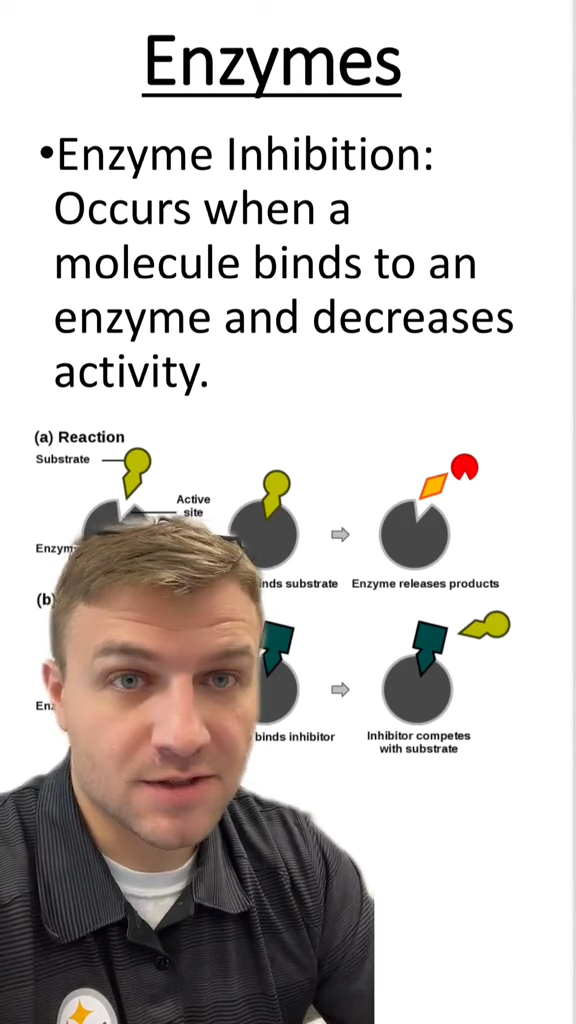 Enzymes
•Enzyme Inhibition:
Occurs when a
molecule binds to an
enzyme and decreases
activity.
(a) Reaction
Substrate
Active
site
Enzyme releases products
substrate
(b)
binds inhibitor
Inhibitor competes
with substrate